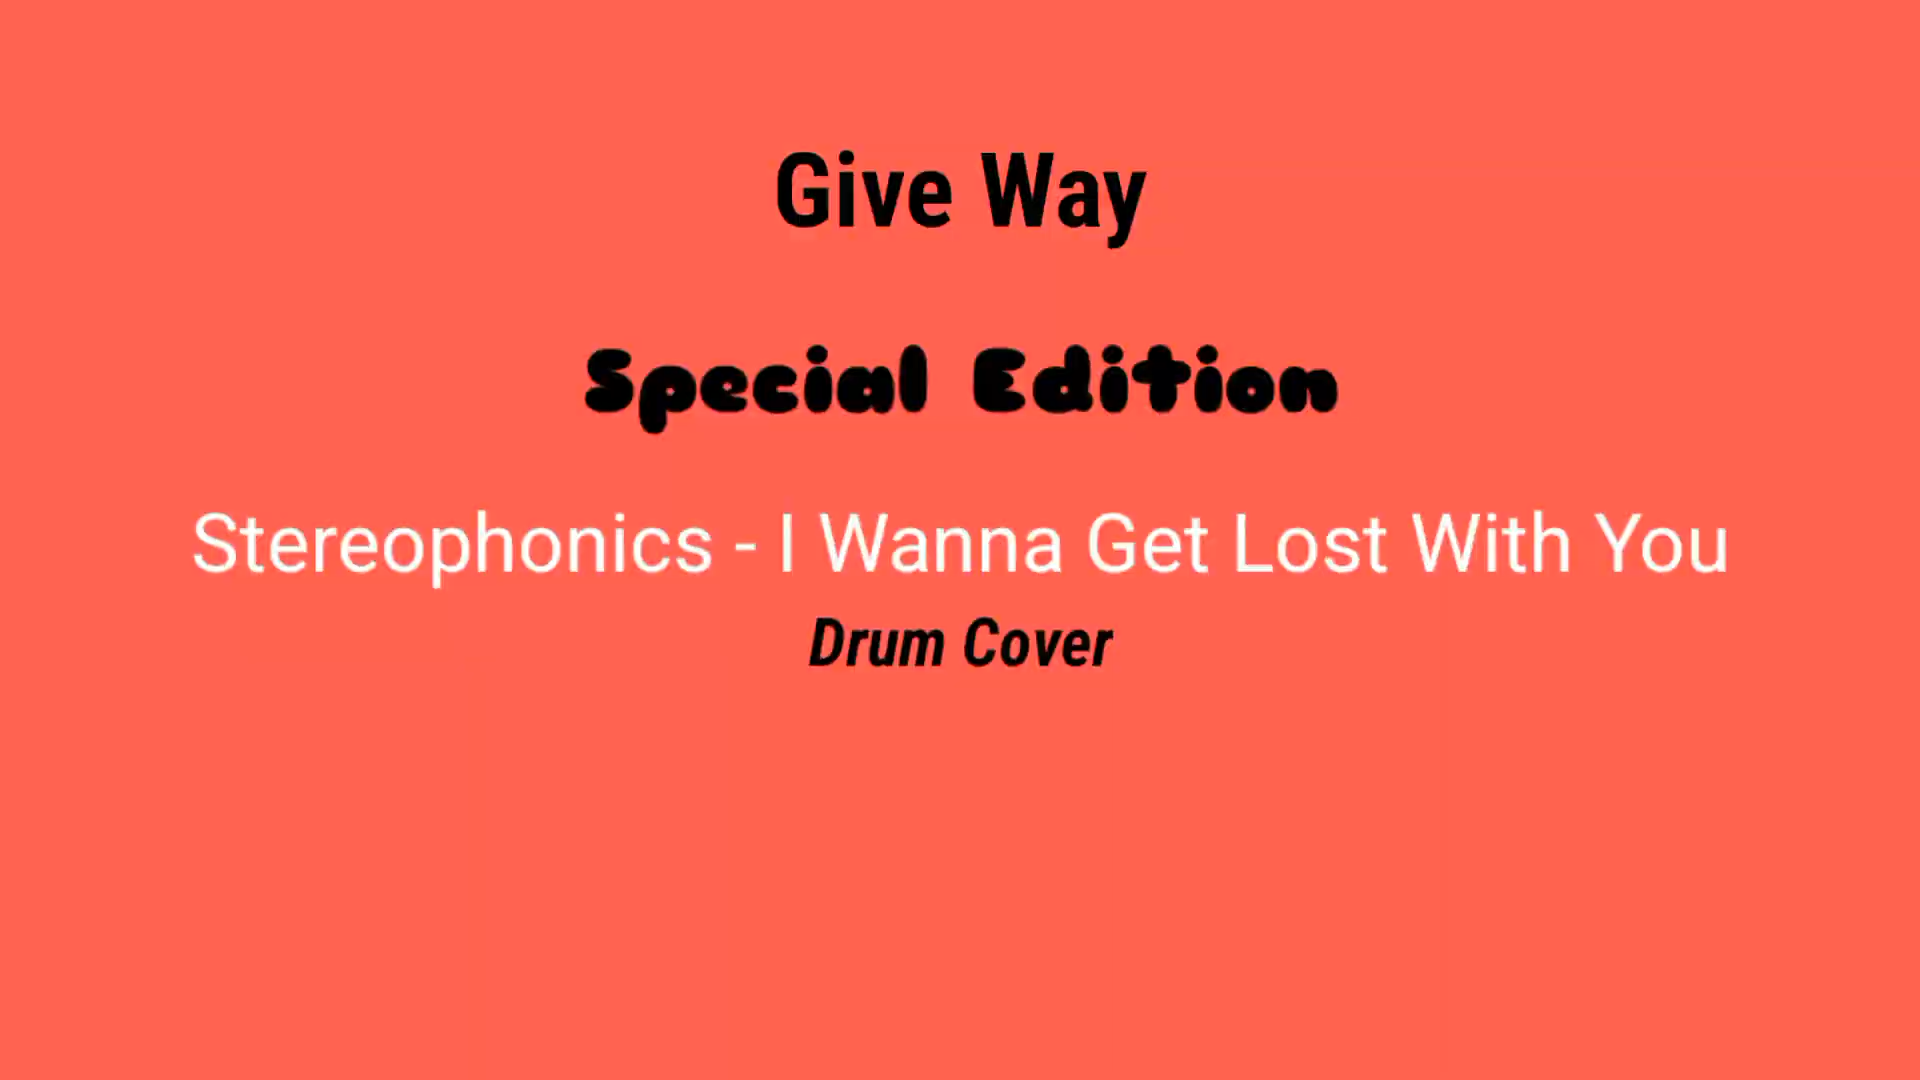 Give Way
Special Edition
Stereophonics - I Wanna Get Lost With You
Drum Cover